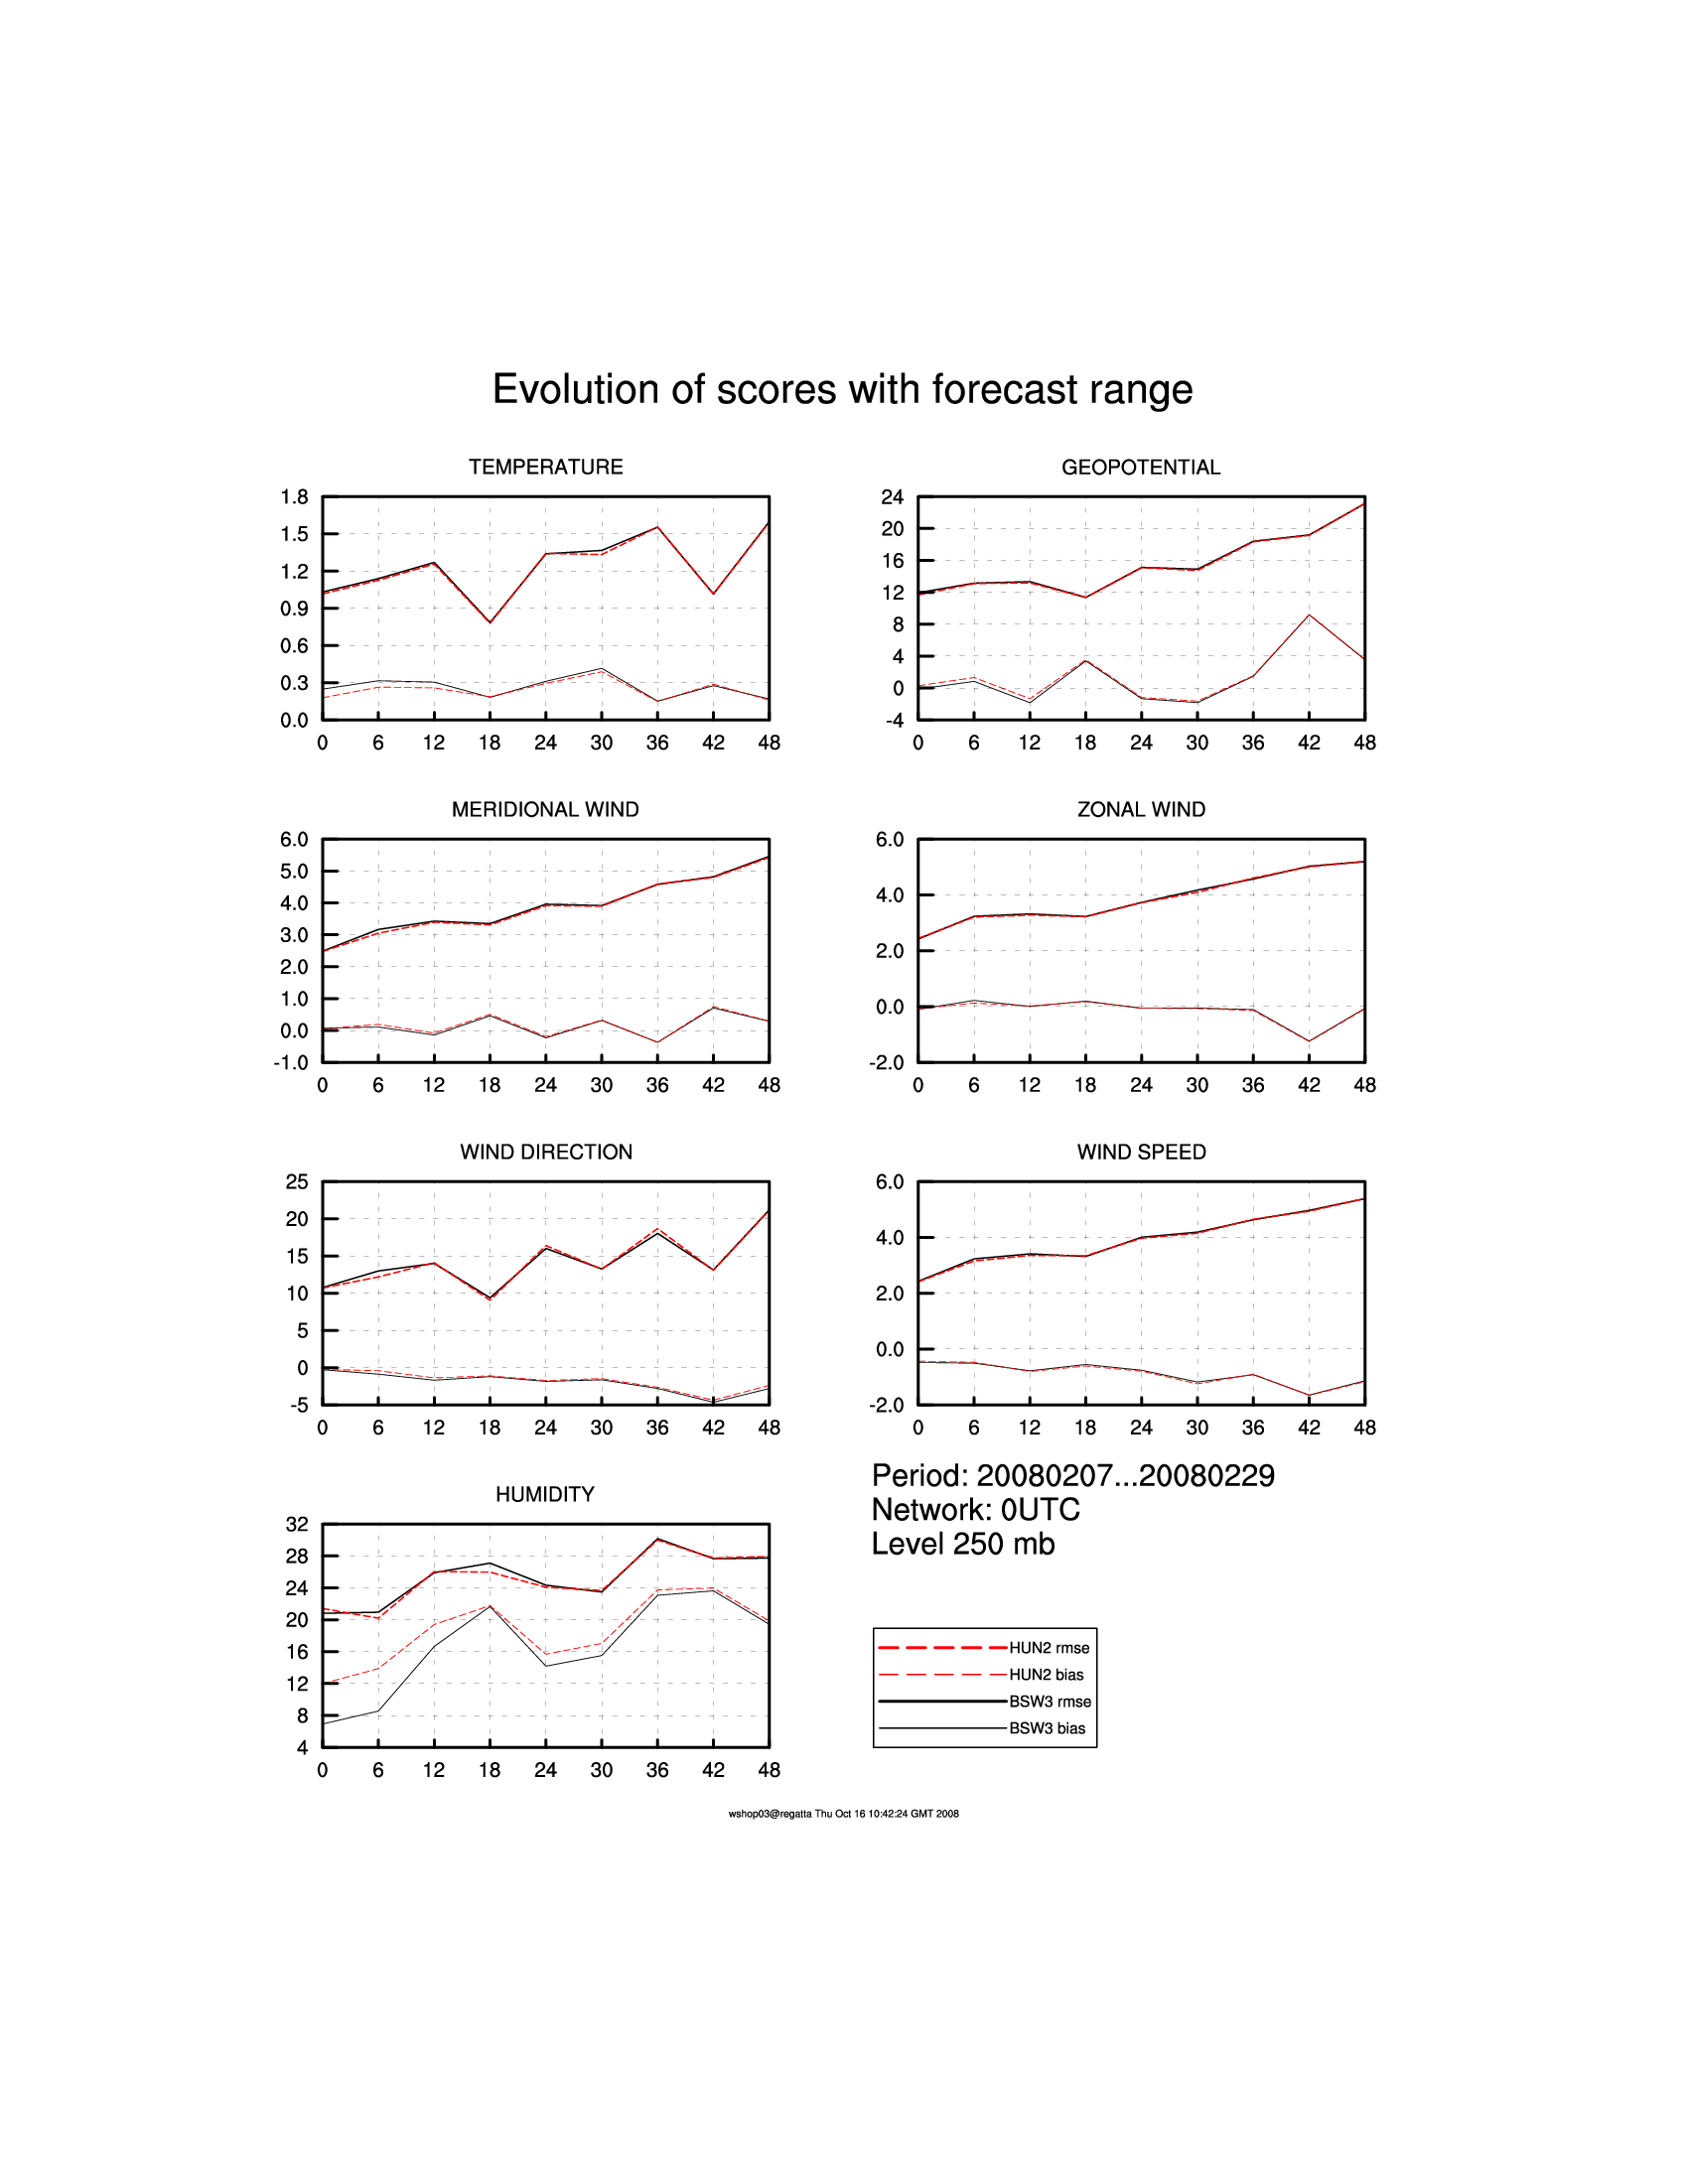 Evolution of scores with forecast range
TEMPERATURE
1.8
1.5
1.2
0.9
0.6
0.3
0.0
0 6 12 18 24 30 36 42 48
GEOPOTENTIAL
24
20
16
12
8
4
0
-4
0 6 12 18 24 30 36 42 48
MERIDIONAL WIND
6.0
5.0
4.0
3.0
2.0
1.0
0.0
-1.0
0 6 12 18 24 30 36 42 48
ZONAL WIND
6.0
4.0
2.0
0.0
-2.0
0 6 12 18 24 30 36 42 48
WIND DIRECTION
25
20
15
10
5
0
-5
0 6 12 18 24 30 36 42 48
WIND SPEED
6.0
4.0
2.0
0.0
-2.0
0 6 12 18 24 30 36 42 48
HUMIDITY
32
28
24
20
16
12
8
4
0 6 12 18 24 30 36 42 48
Period: 20080207...20080229
Network: 0UTC
Level 250 mb
HUN2 rmse
HUN2 bias
BSW3 rmse
BSW3 bias
wshop03@regatta Thu Oct 16 10:42:24 GMT 2008